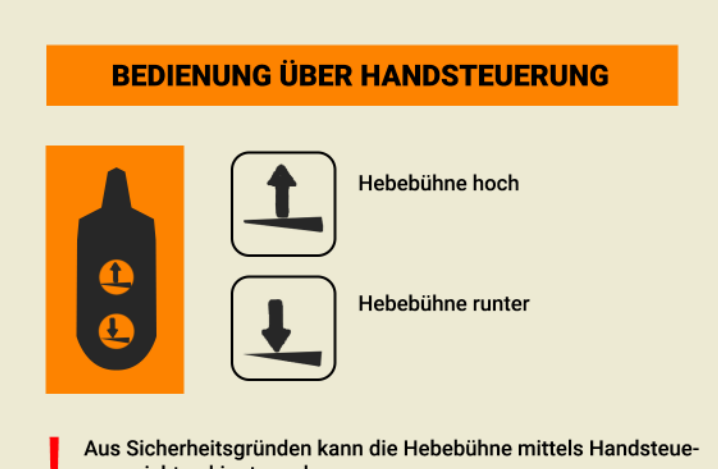 BEDIENUNG ÜBER HANDSTEUERUNG
Hebebühne hoch
Hebebühne runter
Aus Sicherheitsgründen kann die Hebebühne mittels Handsteue-